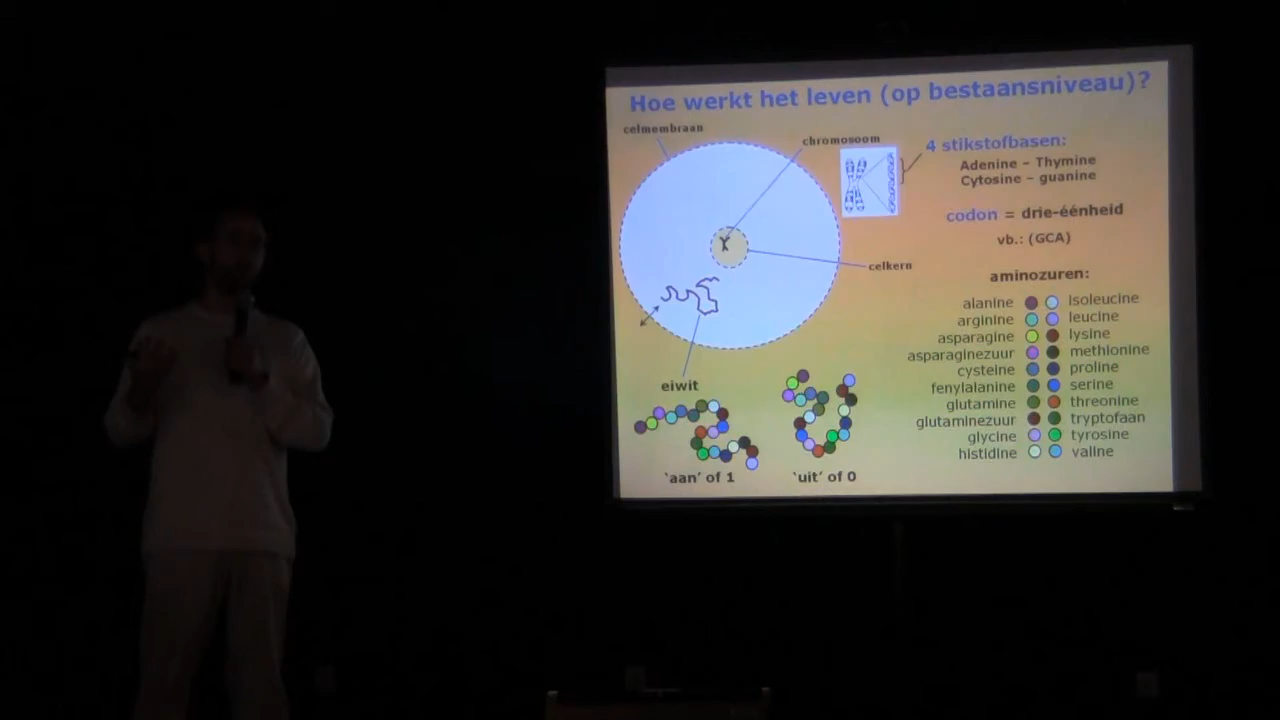 Hoe werkt het leven (op bestaansniveau)?
celmembraan
chromosoom
4 stikstofbasen:
Adenine – Thymine
Cytosine – guanine
codon = drie-éénheid
vb.: (GCA)
celkern
aminozuren:
alanine isoleucine
arginine leucine
asparagine lysine
asparaginezuur methionine
cysteine proline
fenylalanine serine
glutamine threonine
glutaminezuur tryptofaan
glycine tyrosine
histidine valine
eiwit
‘aan’ of 1
‘uit’ of 0